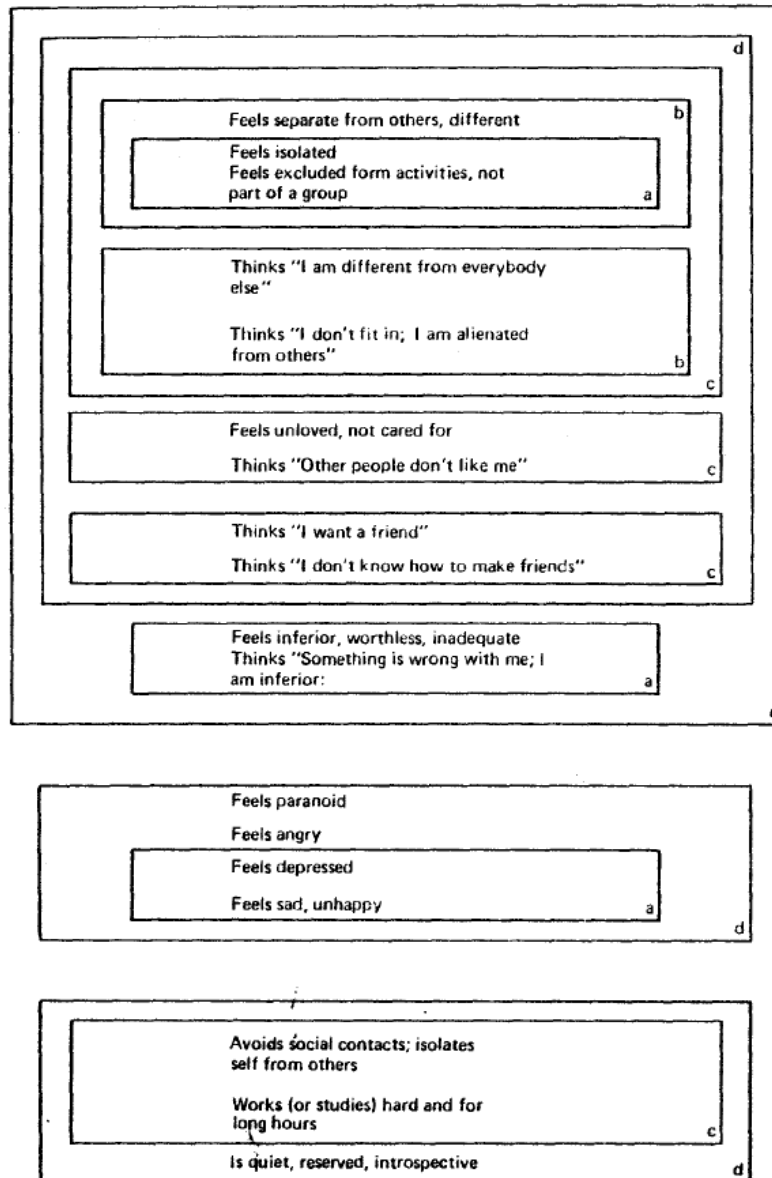 d
Feels separate from others, different
b
Feels isolated
Feels excluded form activities, not
part of a group
a
Thinks "I am different from everybody
else"
Thinks "I don't fit in; I am alienated
from others"
b
c
Feels unloved, not cared for
Thinks "Other people don't like me"
c
Thinks "I want a friend"
Thinks "I don't know how to make friends"
c
Feels inferior, worthless, inadequate
Thinks "Something is wrong with me; I
am inferior:
a
Feels paranoid
Feels angry
Feels depressed
Feels sad, unhappy
a
d
Avoids social contacts; isolates
self from others
Works (or studies) hard and for
long hours
c
Is quiet, reserved, introspective
d